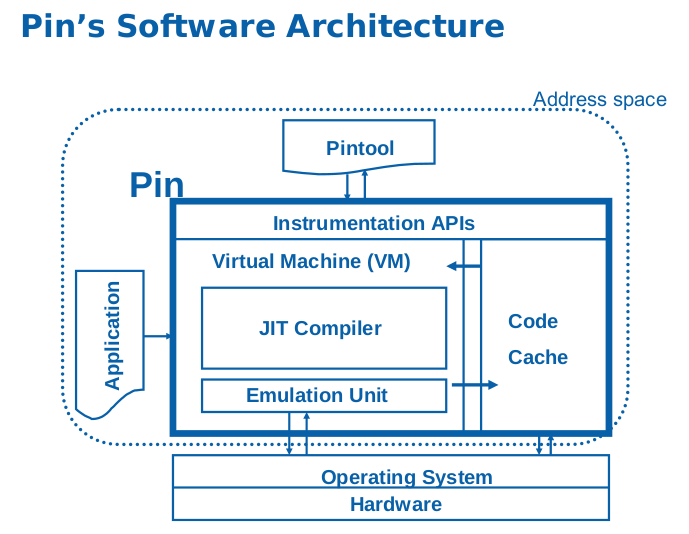 Pin’s Software Architecture
Address space
Pintool
Pin
Instrumentation APIs
Virtual Machine (VM)
JIT Compiler
Code
Cache
Application
Emulation Unit
Operating System
Hardware